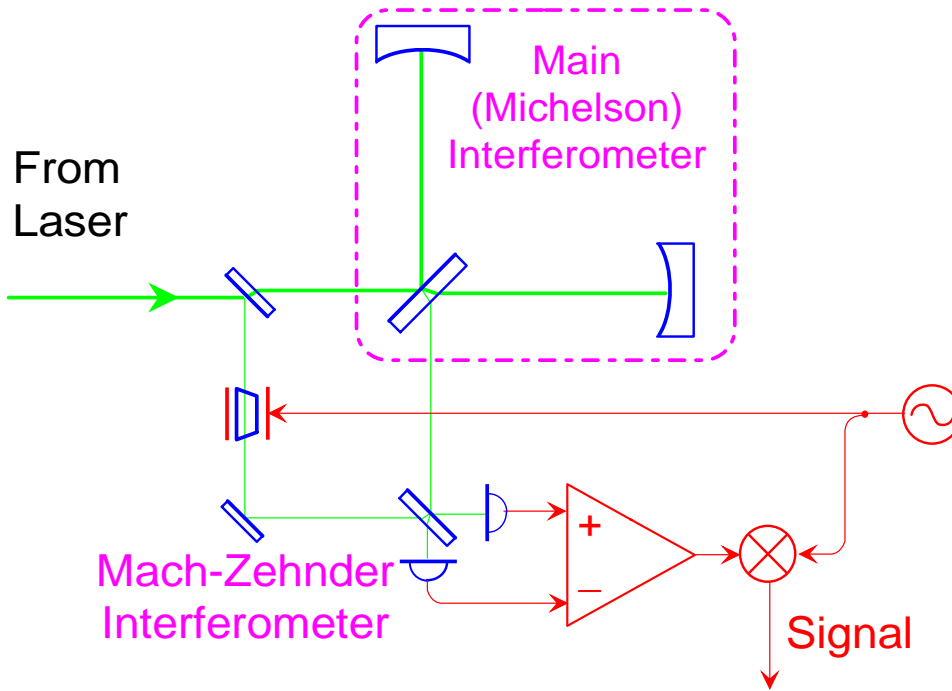 Main
(Michelson)
Interferometer
From
Laser
+
–
Mach-Zehnder
Interferometer
Signal